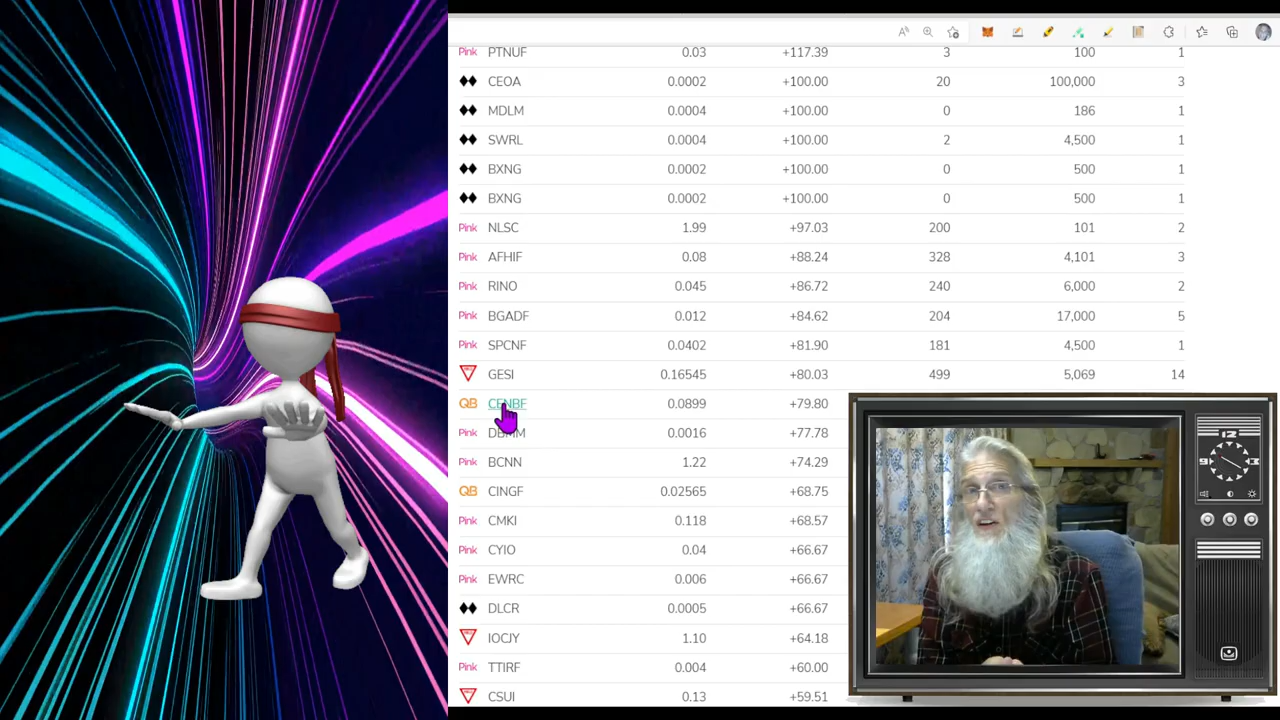 Pink PTNUF 0.03 +117.39 3 100 1
CEOA 0.0002 +100.00 20 100,000 3
MDLM 0.0004 +100.00 0 186 1
SWRL 0.0004 +100.00 2 4,500 1
BXNG 0.0002 +100.00 0 500 1
BXNG 0.0002 +100.00 0 500 1
Pink NLSC 1.99 +97.03 200 101 2
Pink AFHIF 0.08 +88.24 328 4,101 3
Pink RINO 0.045 +86.72 240 6,000 2
Pink BGADF 0.012 +84.62 204 17,000 5
Pink SPCNF 0.0402 +81.90 181 4,500 1
GESI 0.16545 +80.03 499 5,069 14
QB CENBF 0.0899 +79.80
Pink DBMM 0.0016 +77.78
Pink BCNN 1.22 +74.29
QB CINGF 0.02565 +68.75
Pink CMKI 0.118 +68.57
Pink CYIO 0.04 +66.67
Pink EWRC 0.006 +66.67
DLCR 0.0005 +66.67
IOCJY 1.10 +64.18
Pink TTIRF 0.004 +60.00
CSUI 0.13 +59.51
12
9 3